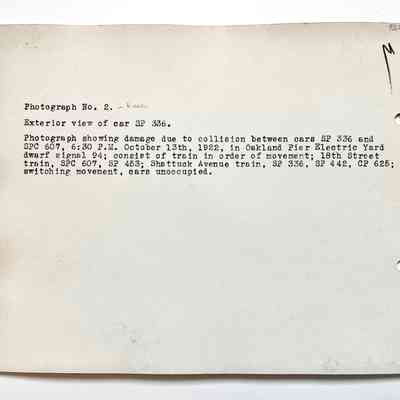 Photograph No. 2.
Exterior view of car SP 336.
Photograph showing damage due to collision between cars SP 336 and
SPC 607, 6:30 P.M. October 13th, 1922, in Oakland Pier Electric Yard
dwarf signal 94; consist of train in order of movement; 18th Street
train, SPC 607, SP 453; Shattuck Avenue train, SP 336, SP 442, CP 625;
switching movement, cars unoccupied.